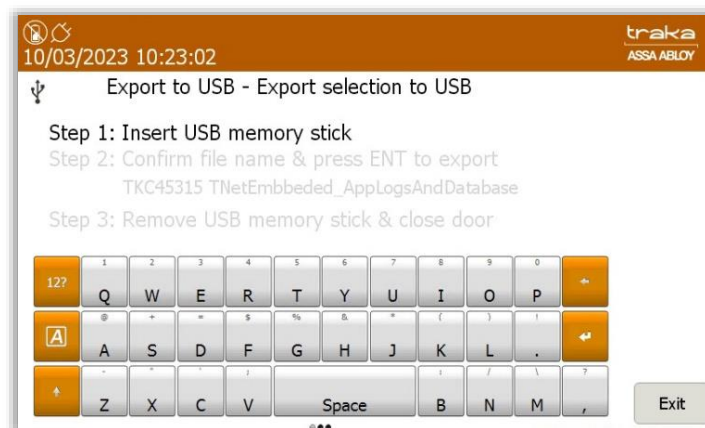 traka
10/03/2023 10:23:02
ASSA ABLOY
Export to USB - Export selection to USB
Step 1: Insert USB memory stick
Step 2: Confirm file name & press ENT to export
TKC45315 TNetEmbbeded_AppLogsAndDatabase
Step 3: Remove USB memory stick & close door
1 2 3 4 5 6 7 8 9 0
12? Q W E R T Y U I O P
@ + = $ % & * ( ) !
A A S D F G H J K L .
- " ' ; : / \ ?
Z X C V Space B N M ,
Exit